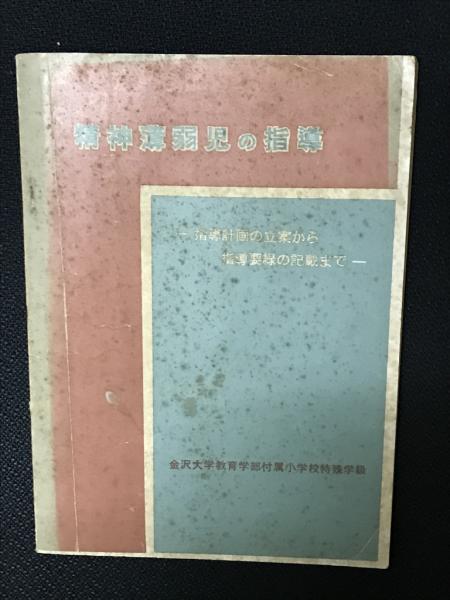 精神薄弱児の指導
― 指導計画の立案から
指導要録の記載まで ―
金沢大学教育学部付属小学校特殊学級